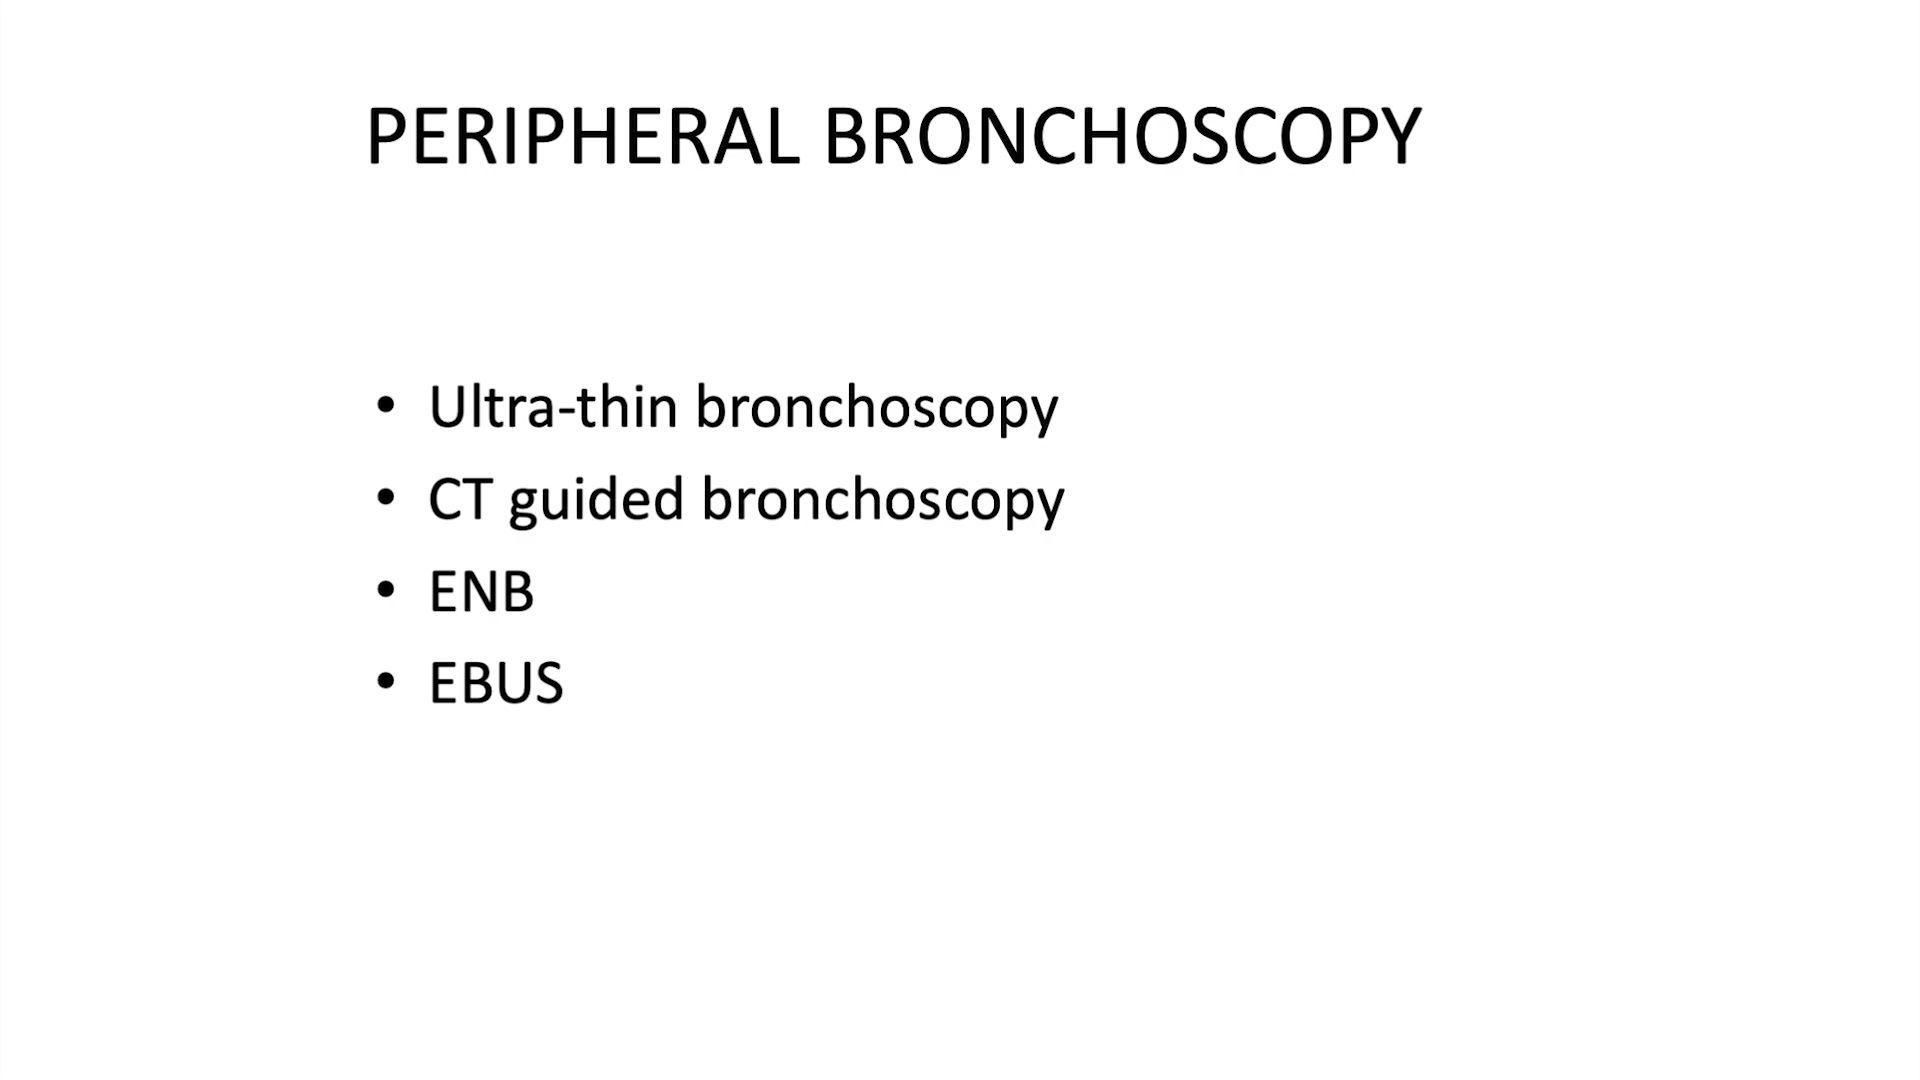 PERIPHERAL BRONCHOSCOPY
• Ultra-thin bronchoscopy
• CT guided bronchoscopy
• ENB
• EBUS